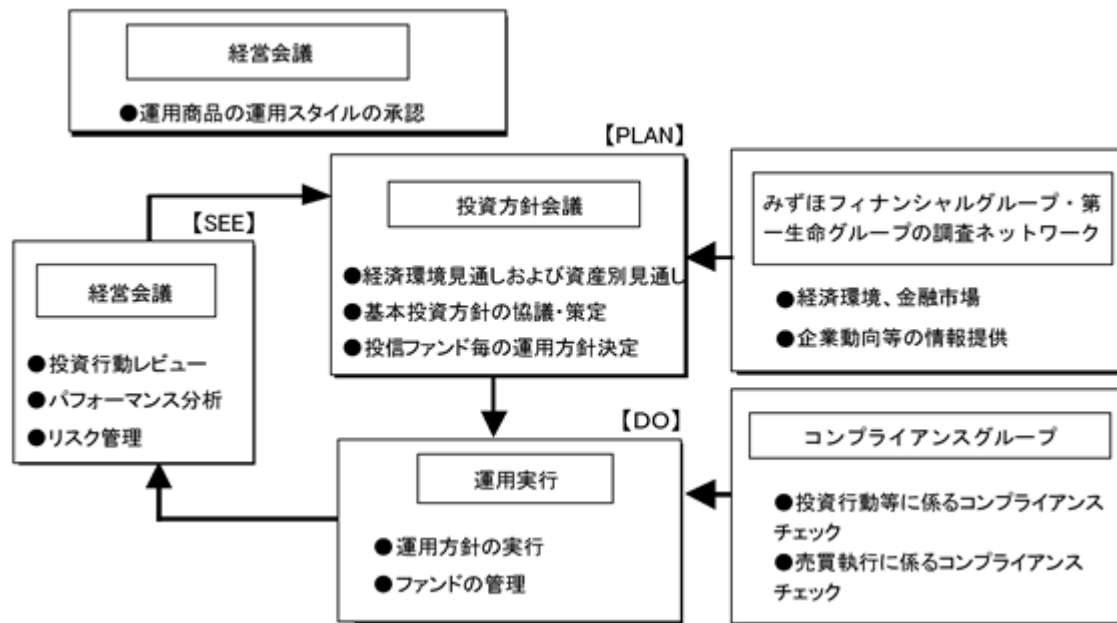 経営会議
●運用商品の運用スタイルの承認
【PLAN】
投資方針会議
●経済環境見通しおよび資産別見通し
●基本投資方針の協議・策定
●投信ファンド毎の運用方針決定
みずほフィナンシャルグループ・第
一生命グループの調査ネットワーク
●経済環境、金融市場
●企業動向等の情報提供
【SEE】
経営会議
●投資行動レビュー
●パフォーマンス分析
●リスク管理
【DO】
運用実行
●運用方針の実行
●ファンドの管理
コンプライアンスグループ
●投資行動等に係るコンプライアンス
チェック
●売買執行に係るコンプライアンス
チェック